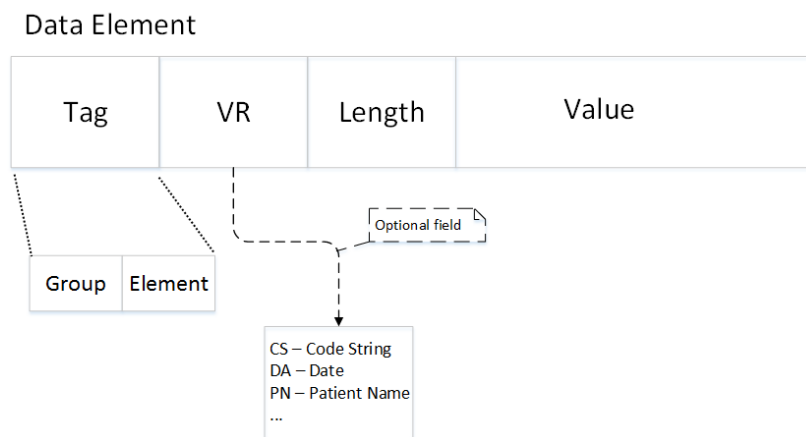 Data Element
Tag
VR
Length
Value
Optional field
Group
Element
CS – Code String
DA – Date
PN – Patient Name
...